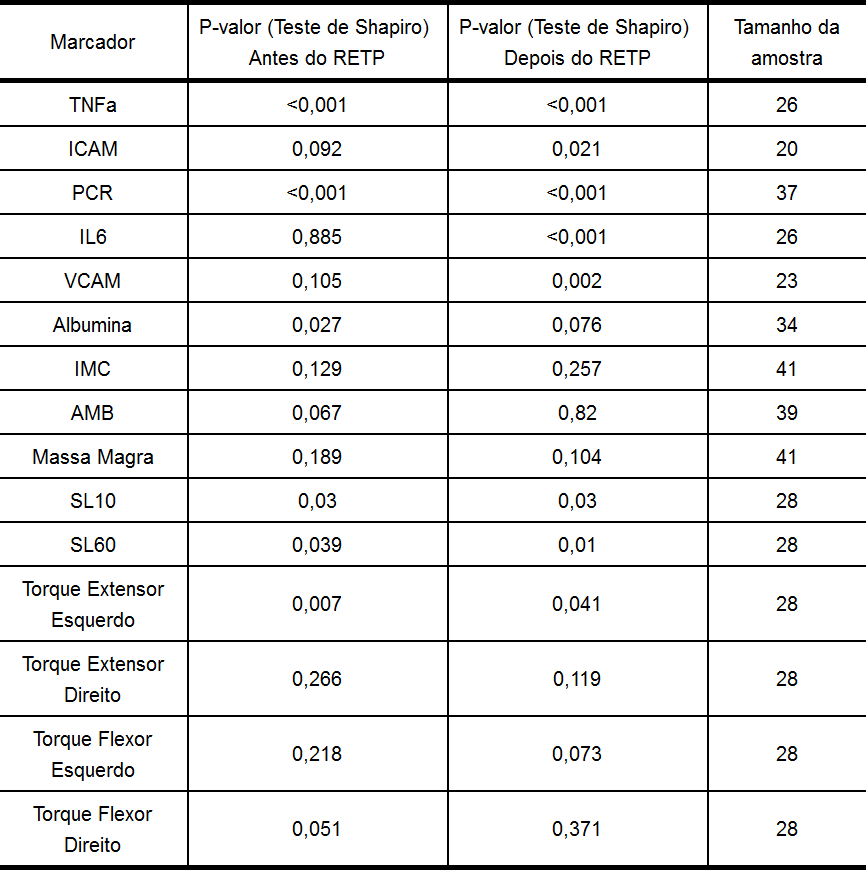 Marcador P-valor (Teste de Shapiro) Antes do RETP P-valor (Teste de Shapiro) Depois do RETP Tamanho da amostra
TNFa <0,001 <0,001 26
ICAM 0,092 0,021 20
PCR <0,001 <0,001 37
IL6 0,885 <0,001 26
VCAM 0,105 0,002 23
Albumina 0,027 0,076 34
IMC 0,129 0,257 41
AMB 0,067 0,82 39
Massa Magra 0,189 0,104 41
SL10 0,03 0,03 28
SL60 0,039 0,01 28
Torque Extensor Esquerdo 0,007 0,041 28
Torque Extensor Direito 0,266 0,119 28
Torque Flexor Esquerdo 0,218 0,073 28
Torque Flexor Direito 0,051 0,371 28